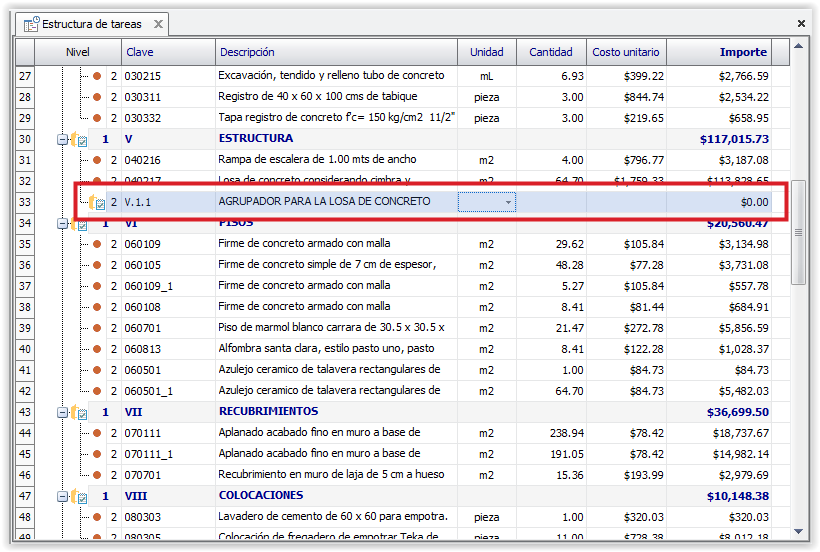 Estructura de tareas
Nivel Clave Descripción Unidad Cantidad Costo unitario Importe
27 2 030215 Excavación, tendido y relleno tubo de concreto mL 6.93 $399.22 $2,766.59
28 2 030311 Registro de 40 x 60 x 100 cms de tabique pieza 3.00 $844.74 $2,534.22
29 2 030332 Tapa registro de concreto f'c= 150 kg/cm2 11/2" pieza 3.00 $219.65 $658.95
30 1 V ESTRUCTURA $117,015.73
31 2 040216 Rampa de escalera de 1.00 mts de ancho m2 4.00 $796.77 $3,187.08
32 2 040217 Losa de concreto considerando cimbra y m2 64.70 $1,759.33 $113,828.65
33 2 V.1.1 AGRUPADOR PARA LA LOSA DE CONCRETO $0.00
34 1 VI PISOS $20,560.47
35 2 060109 Firme de concreto armado con malla m2 29.62 $105.84 $3,134.98
36 2 060105 Firme de concreto simple de 7 cm de espesor, m2 48.28 $77.28 $3,731.08
37 2 060109_1 Firme de concreto armado con malla m2 5.27 $105.84 $557.78
38 2 060108 Firme de concreto armado con malla m2 8.41 $81.44 $684.91
39 2 060701 Piso de marmol blanco carrara de 30.5 x 30.5 x m2 21.47 $272.78 $5,856.59
40 2 060813 Alfombra santa clara, estilo pasto uno, pasto m2 8.41 $122.28 $1,028.37
41 2 060501 Azulejo ceramico de talavera rectangulares de m2 1.00 $84.73 $84.73
42 2 060501_1 Azulejo ceramico de talavera rectangulares de m2 64.70 $84.73 $5,482.03
43 1 VII RECUBRIMIENTOS $36,699.50
44 2 070111 Aplanado acabado fino en muro a base de m2 238.94 $78.42 $18,737.67
45 2 070111_1 Aplanado acabado fino en muro a base de m2 191.05 $78.42 $14,982.14
46 2 070701 Recubrimiento en muro de laja de 5 cm a hueso m2 15.36 $193.99 $2,979.69
47 1 VIII COLOCACIONES $10,148.38
48 2 080303 Lavadero de cemento de 60 x 60 para empotra. pieza 1.00 $320.03 $320.03
49 2 080305 Colocación de fregadero de empotrar Teka de pieza 11.00 $728.38 $8,012.18